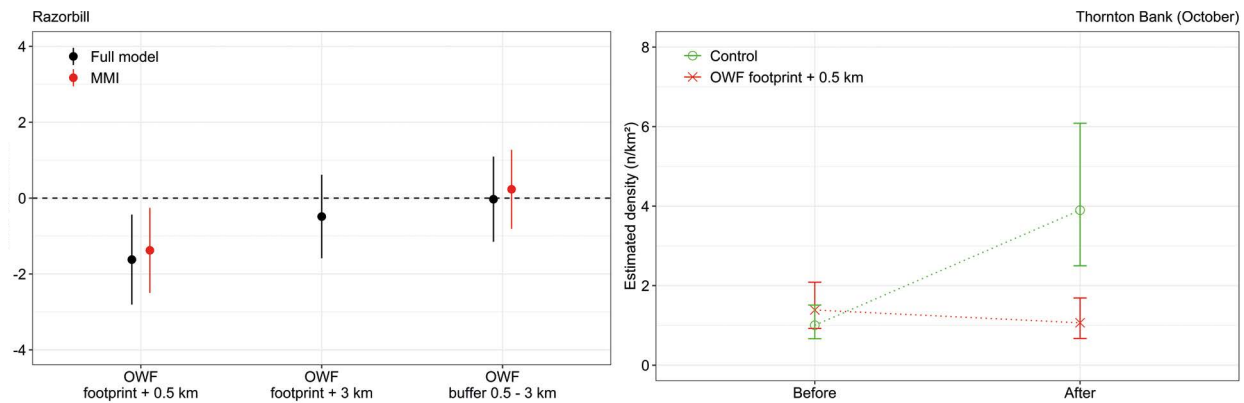 Razorbill
4
2
0
-2
-4
Full model
MMI
OWF
footprint + 0.5 km
OWF
footprint + 3 km
OWF
buffer 0.5 - 3 km
Thornton Bank (October)
Estimated density (n/km²)
8
6
4
2
0
Control
OWF footprint + 0.5 km
Before
After